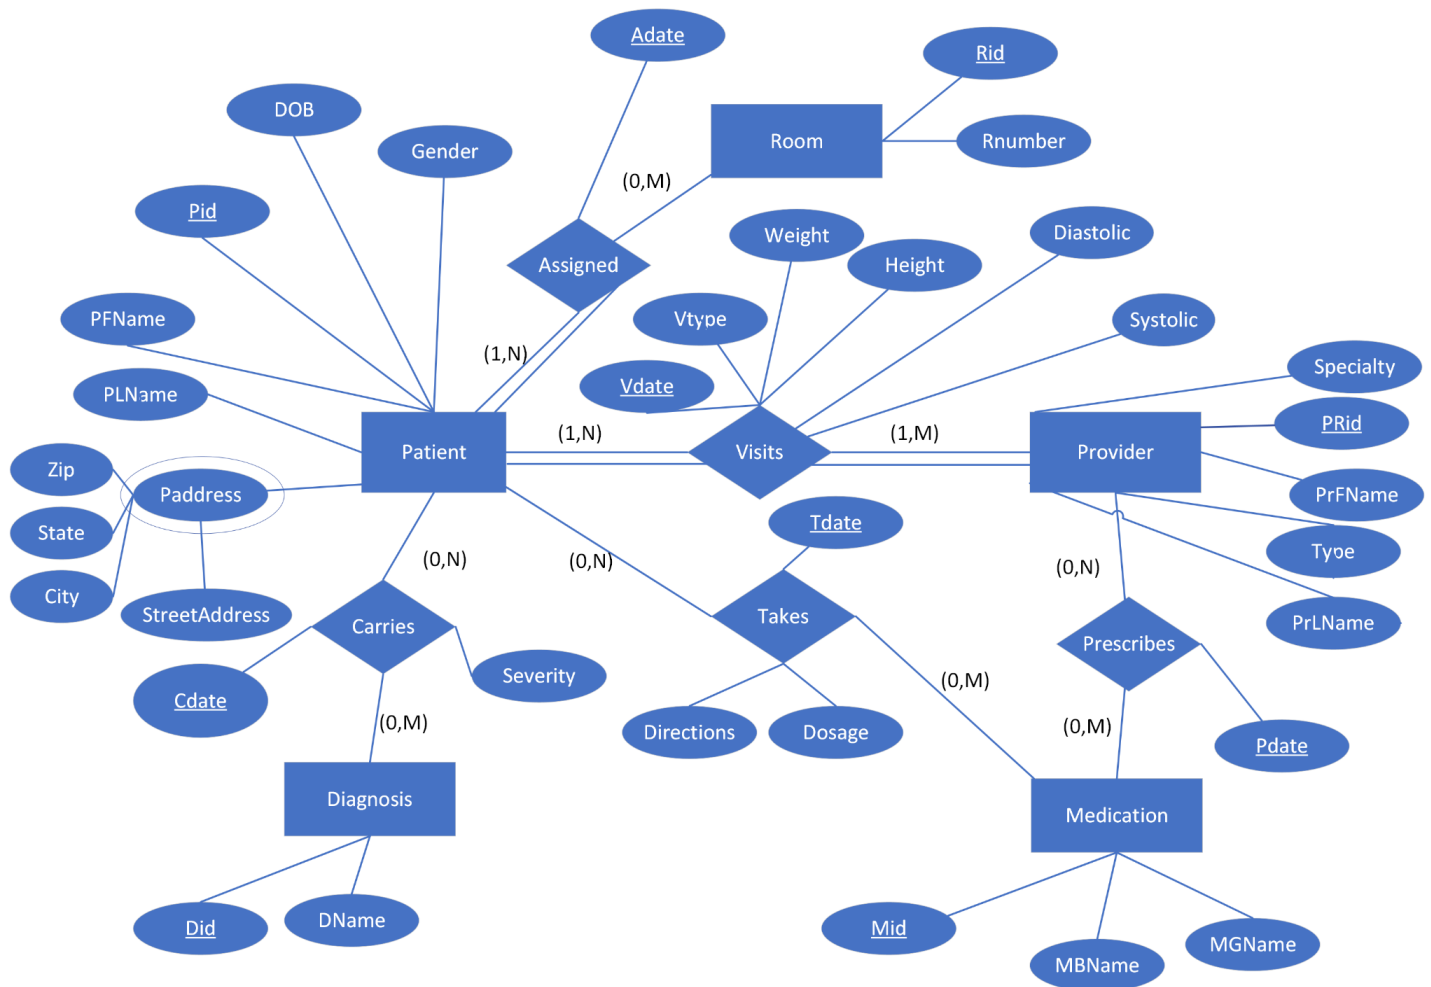 Adate
Rid
DOB
Room
Rnumber
Gender
(0,M)
Pid
Weight
Diastolic
Assigned
Height
PFName
Vtype
Systolic
(1,N)
Specialty
Vdate
PLName
PRid
(1,N)
(1,M)
Patient
Visits
Provider
Zip
Paddress
PrFName
State
Tdate
Type
(0,N)
(0,N)
(0,N)
City
StreetAddress
Takes
PrLName
Carries
Prescribes
Severity
(0,M)
Cdate
(0,M)
(0,M)
Directions
Dosage
Pdate
Diagnosis
Medication
Did
DName
Mid
MGName
MBName